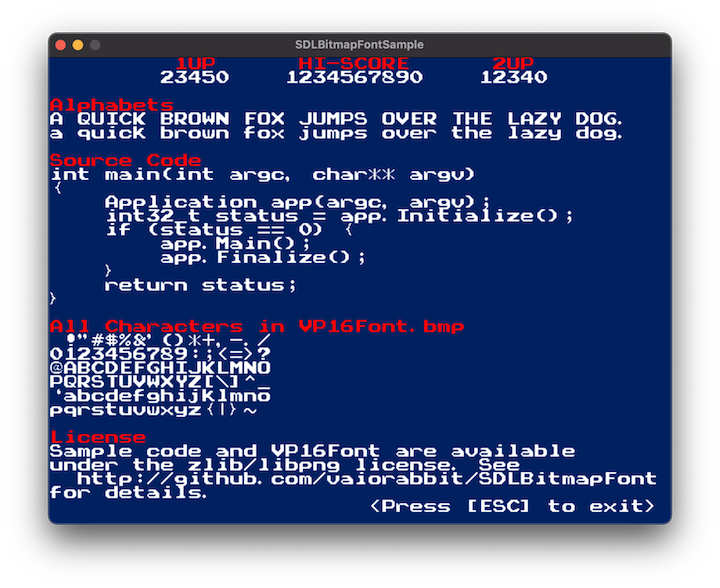 SDLBitmapFontSample
1UP HI-SCORE 2UP
23450 1234567890 12340
Alphabets
A QUICK BROWN FOX JUMPS OVER THE LAZY DOG.
a quick brown fox jumps over the lazy dog.
Source Code
int main(int argc, char** argv)
{
    Application app(argc, argv);
    int32_t status = app.Initialize();
    if (status == 0) {
        app.Main();
        app.Finalize();
    }
    return status;
}
All Characters in VP16Font.bmp
 !"#$%&'()*+,-./
0123456789:;<=>?
@ABCDEFGHIJKLMNO
PQRSTUVWXYZ[\]^_
`abcdefghijklmno
pqrstuvwxyz{|}~
License
Sample code and VP16Font are available
under the zlib/libpng license. See
  http://github.com/vaiorabbit/SDLBitmapFont
for details.
<Press [ESC] to exit>